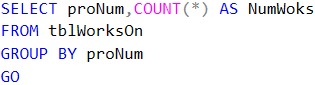 SELECT proNum,COUNT(*) AS NumWoks
FROM tblWorksOn
GROUP BY proNum
GO